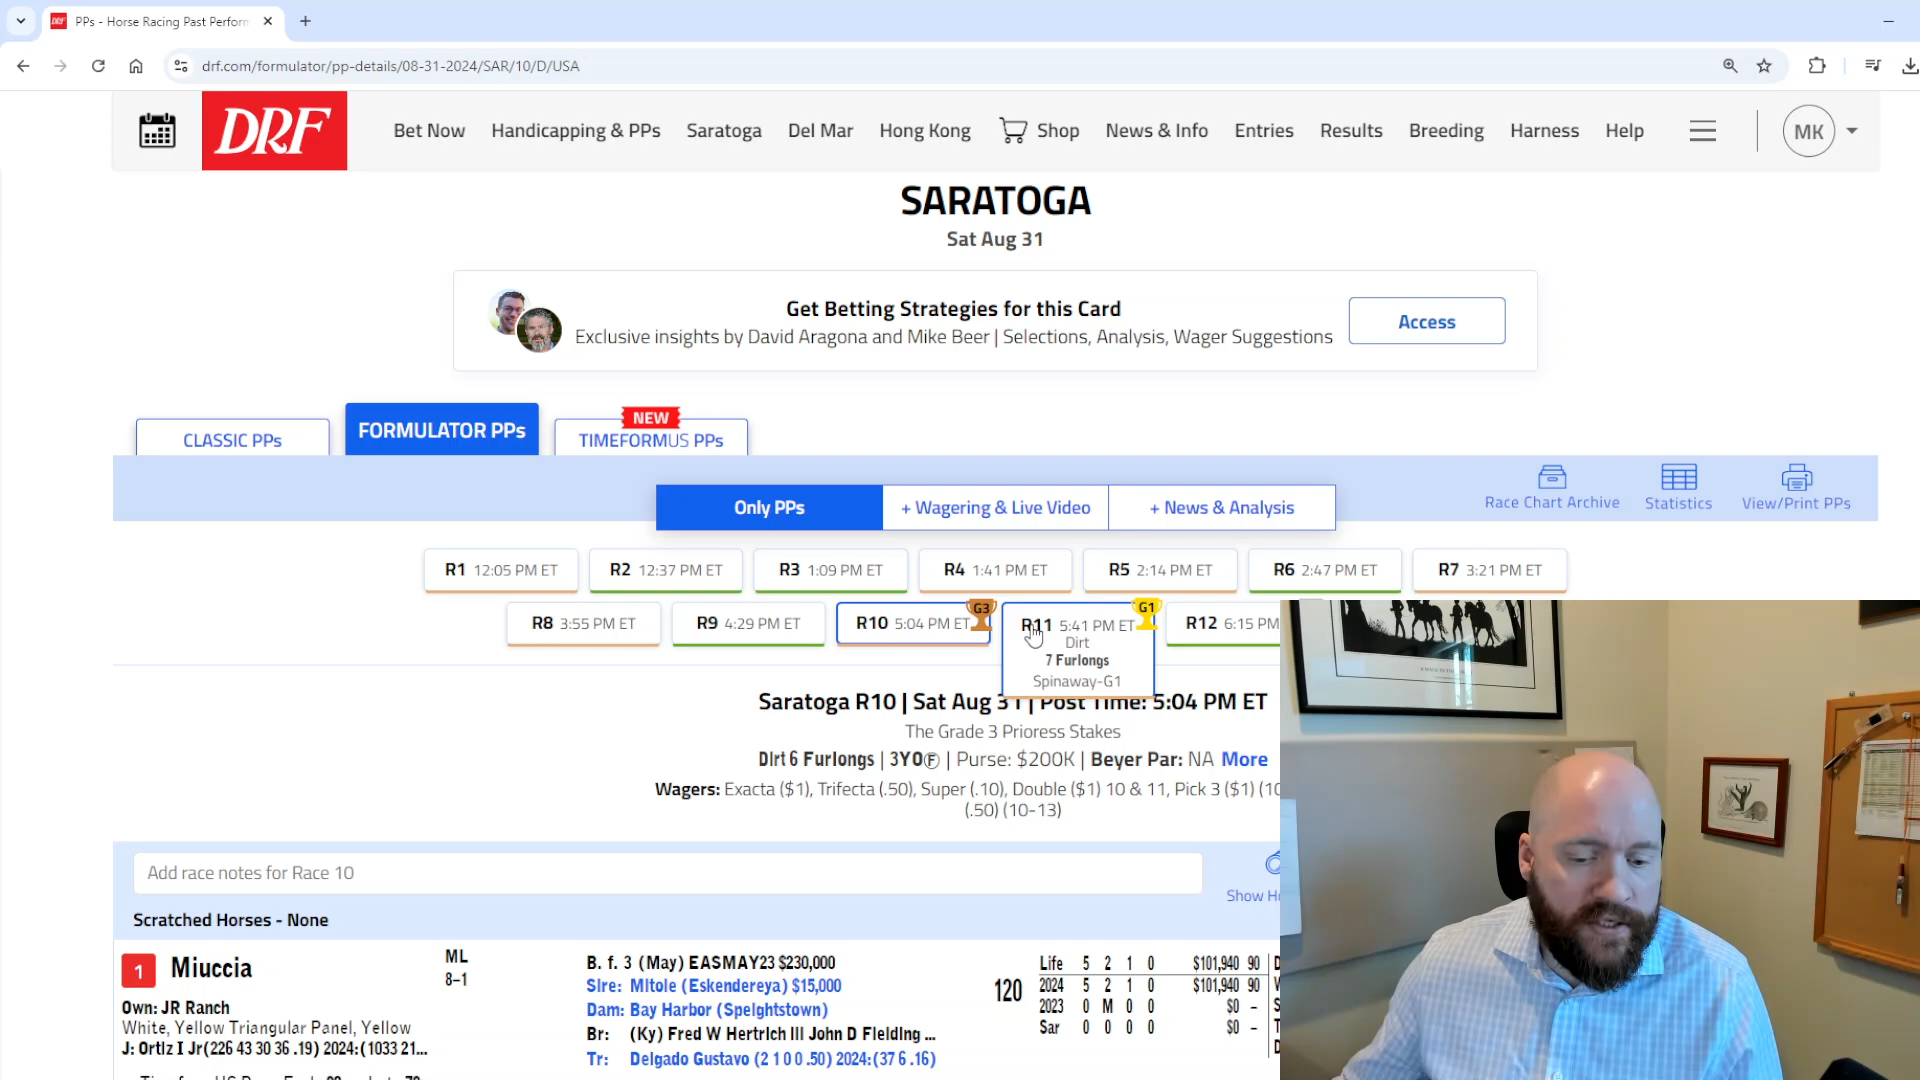 PPs - Horse Racing Past Perform
drf.com/formulator/pp-details/08-31-2024/SAR/10/D/USA
DRF
Bet Now
Handicapping & PPs
Saratoga
Del Mar
Hong Kong
Shop
News & Info
Entries
Results
Breeding
Harness
Help
MK
SARATOGA
Sat Aug 31
Get Betting Strategies for this Card
Exclusive insights by David Aragona and Mike Beer | Selections, Analysis, Wager Suggestions
Access
CLASSIC PPs
FORMULATOR PPs
NEW
TIMEFORMUS PPs
Only PPs
+ Wagering & Live Video
+ News & Analysis
Race Chart Archive
Statistics
View/Print PPs
R1 12:05 PM ET
R2 12:37 PM ET
R3 1:09 PM ET
R4 1:41 PM ET
R5 2:14 PM ET
R6 2:47 PM ET
R7 3:21 PM ET
R8 3:55 PM ET
R9 4:29 PM ET
R10 5:04 PM ET
G3
R11 5:41 PM ET
G1
Dirt
7 Furlongs
Spinaway-G1
R12 6:15 PM
Saratoga R10 | Sat Aug 31 | Post Time: 5:04 PM ET
The Grade 3 Prioress Stakes
Dirt 6 Furlongs | 3YO F | Purse: $200K | Beyer Par: NA More
Wagers: Exacta ($1), Trifecta (.50), Super (.10), Double ($1) 10 & 11, Pick 3 ($1) (10
(.50) (10-13)
Add race notes for Race 10
Show
Scratched Horses - None
1 Miuccia
ML
8-1
Own: JR Ranch
White, Yellow Triangular Panel, Yellow
J: Ortiz I Jr(226 43 30 36 .19) 2024:(1033 21...
B. f. 3 (May) EASMAY23 $230,000
Sire: Mitole (Eskendereya) $15,000
Dam: Bay Harbor (Speightstown)
Br: (Ky) Fred W Hertrich III John D Fielding ...
Tr: Delgado Gustavo (2 1 0 0 .50) 2024:(37 6 .16)
120
Life 5 2 1 0 $101,940 90
2024 5 2 1 0 $101,940 90
2023 0 M 0 0 $0 -
Sar 0 0 0 0 $0 -